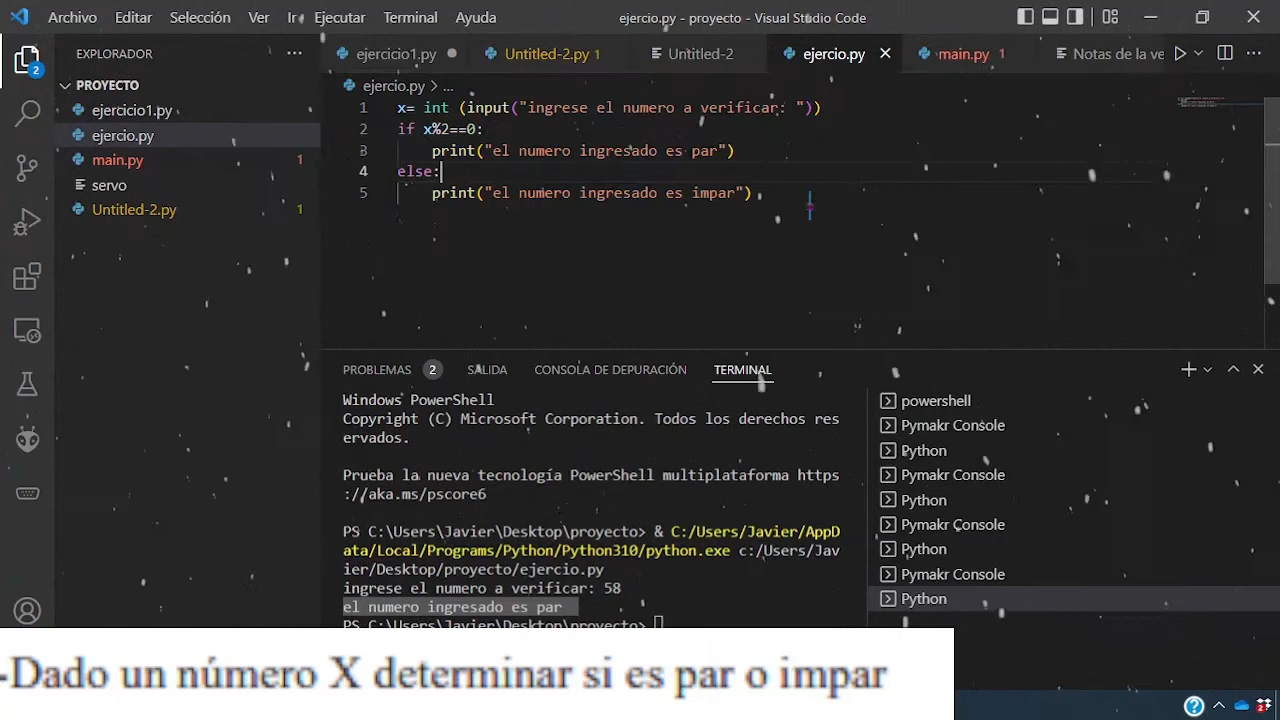 Archivo Editar Selección Ver Ir Ejecutar Terminal Ayuda ejercio.py - proyecto - Visual Studio Code
EXPLORADOR
PROYECTO
ejercicio1.py
ejercio.py
main.py 1
servo
Untitled-2.py 1
2
ejercicio1.py Untitled-2.py 1 Untitled-2 ejercio.py main.py 1 Notas de la ve
ejercio.py > ...
1 x= int (input("ingrese el numero a verificar: "))
2 if x%2==0:
3 print("el numero ingresado es par")
4 else:
5 print("el numero ingresado es impar")
PROBLEMAS 2 SALIDA CONSOLA DE DEPURACIÓN TERMINAL
Windows PowerShell
Copyright (C) Microsoft Corporation. Todos los derechos res
ervados.
Prueba la nueva tecnología PowerShell multiplataforma https
://aka.ms/pscore6
PS C:\Users\Javier\Desktop\proyecto> & C:/Users/Javier/AppD
ata/Local/Programs/Python/Python310/python.exe c:/Users/Jav
ier/Desktop/proyecto/ejercio.py
ingrese el numero a verificar: 58
el numero ingresado es par
PS C:\Users\Javier\Desktop\proyecto>
powershell
Pymakr Console
Python
Pymakr Console
Python
Pymakr Console
Python
Pymakr Console
Python
-Dado un número X determinar si es par o impar